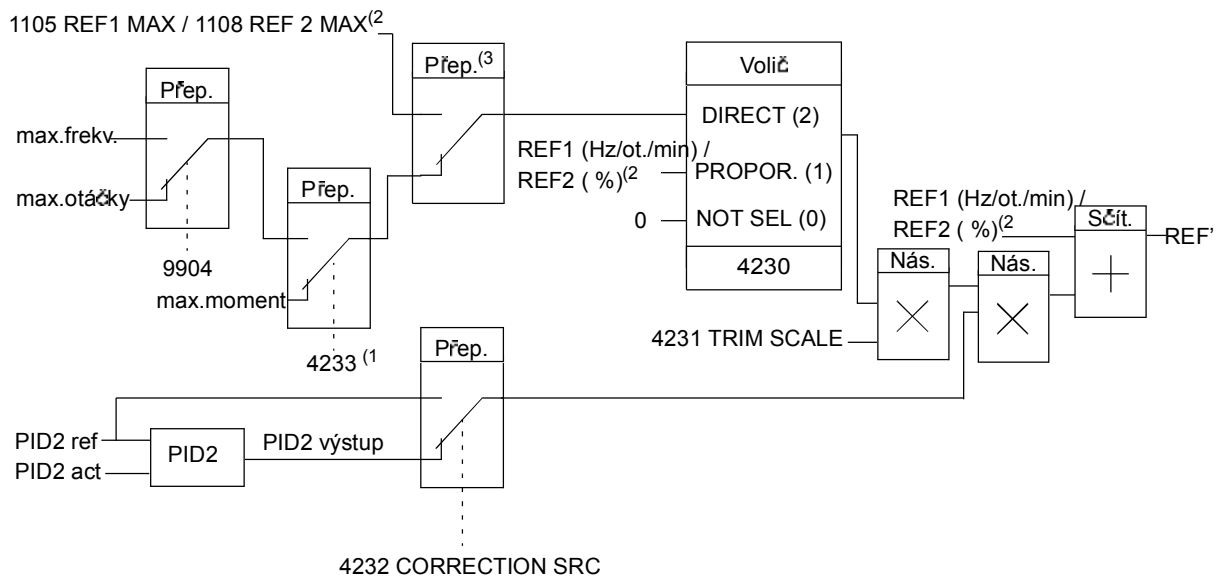 1105 REF1 MAX / 1108 REF 2 MAX(2
Přep.
max.frekv.
max.otáčky
9904
Přep.
max.moment
4233 (1
Přep.(3
Volič
DIRECT (2)
REF1 (Hz/ot./min) /
REF2 ( %)(2
PROPOR. (1)
0
NOT SEL (0)
4230
REF1 (Hz/ot./min) /
REF2 ( %)(2
Sčít.
REF’
Nás.
Nás.
4231 TRIM SCALE
Přep.
PID2 ref
PID2 act
PID2
PID2 výstup
4232 CORRECTION SRC